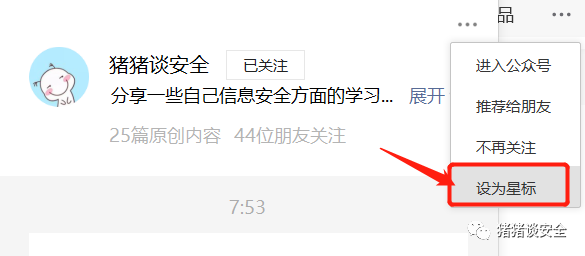 品
猪猪谈安全 已关注
分享一些自己信息安全方面的学习... 展开
25篇原创内容 44位朋友关注
7:53
进入公众号
推荐给朋友
不再关注
设为星标
猪猪谈安全